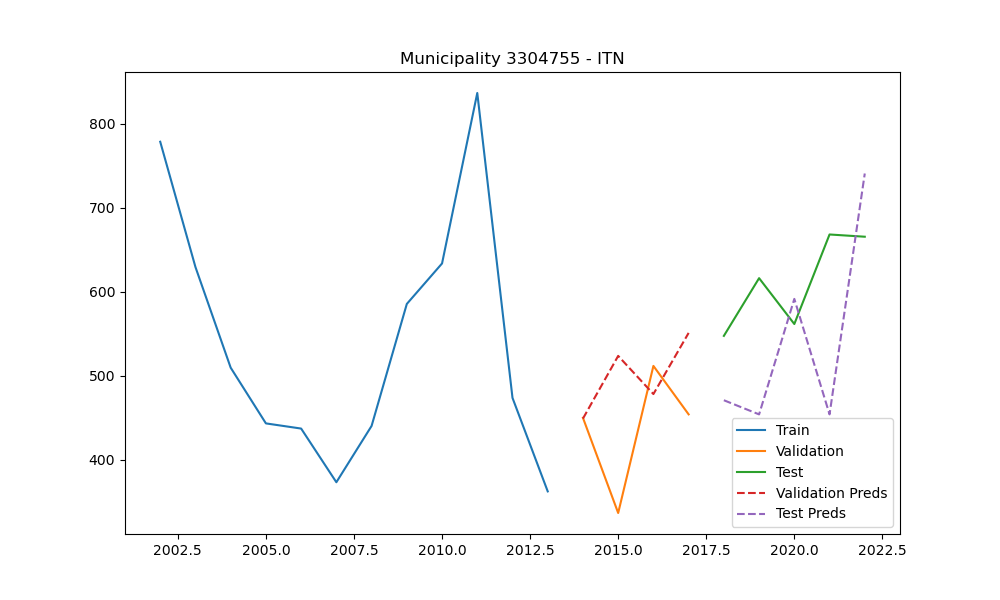 Municipality 3304755 - ITN
800
700
600
500
400
2002.5 2005.0 2007.5 2010.0 2012.5 2015.0 2017.5 2020.0 2022.5
Train
Validation
Test
Validation Preds
Test Preds